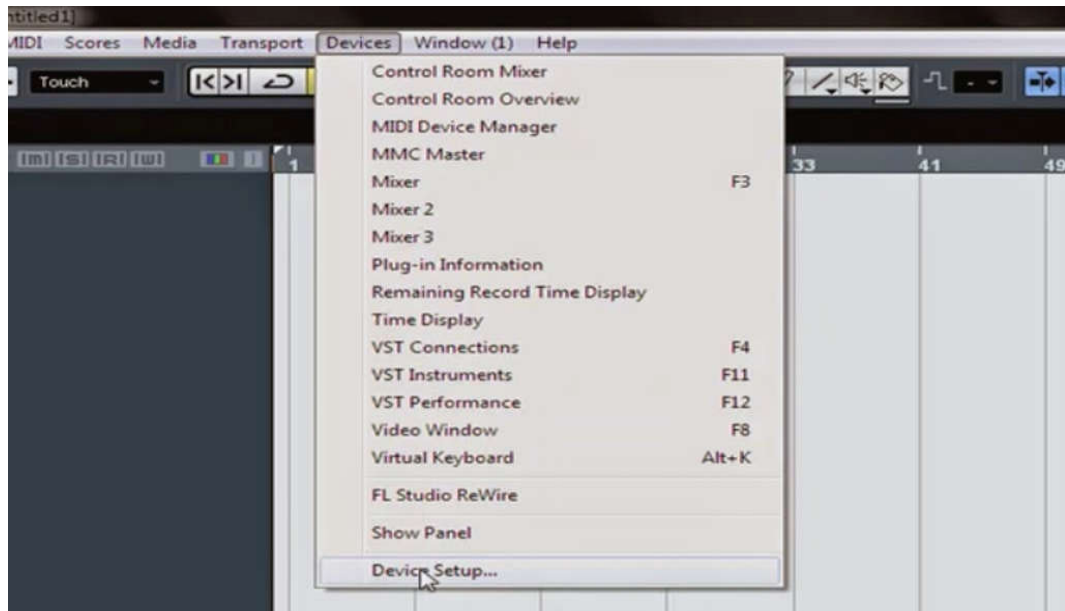 ntitled1]
MIDI Scores Media Transport Devices Window (1) Help
Touch
Control Room Mixer
Control Room Overview
MIDI Device Manager
MMC Master
Mixer F3
Mixer 2
Mixer 3
Plug-in Information
Remaining Record Time Display
Time Display
VST Connections F4
VST Instruments F11
VST Performance F12
Video Window F8
Virtual Keyboard Alt+K
FL Studio ReWire
Show Panel
Device Setup...
m S R W
1 33 41 49